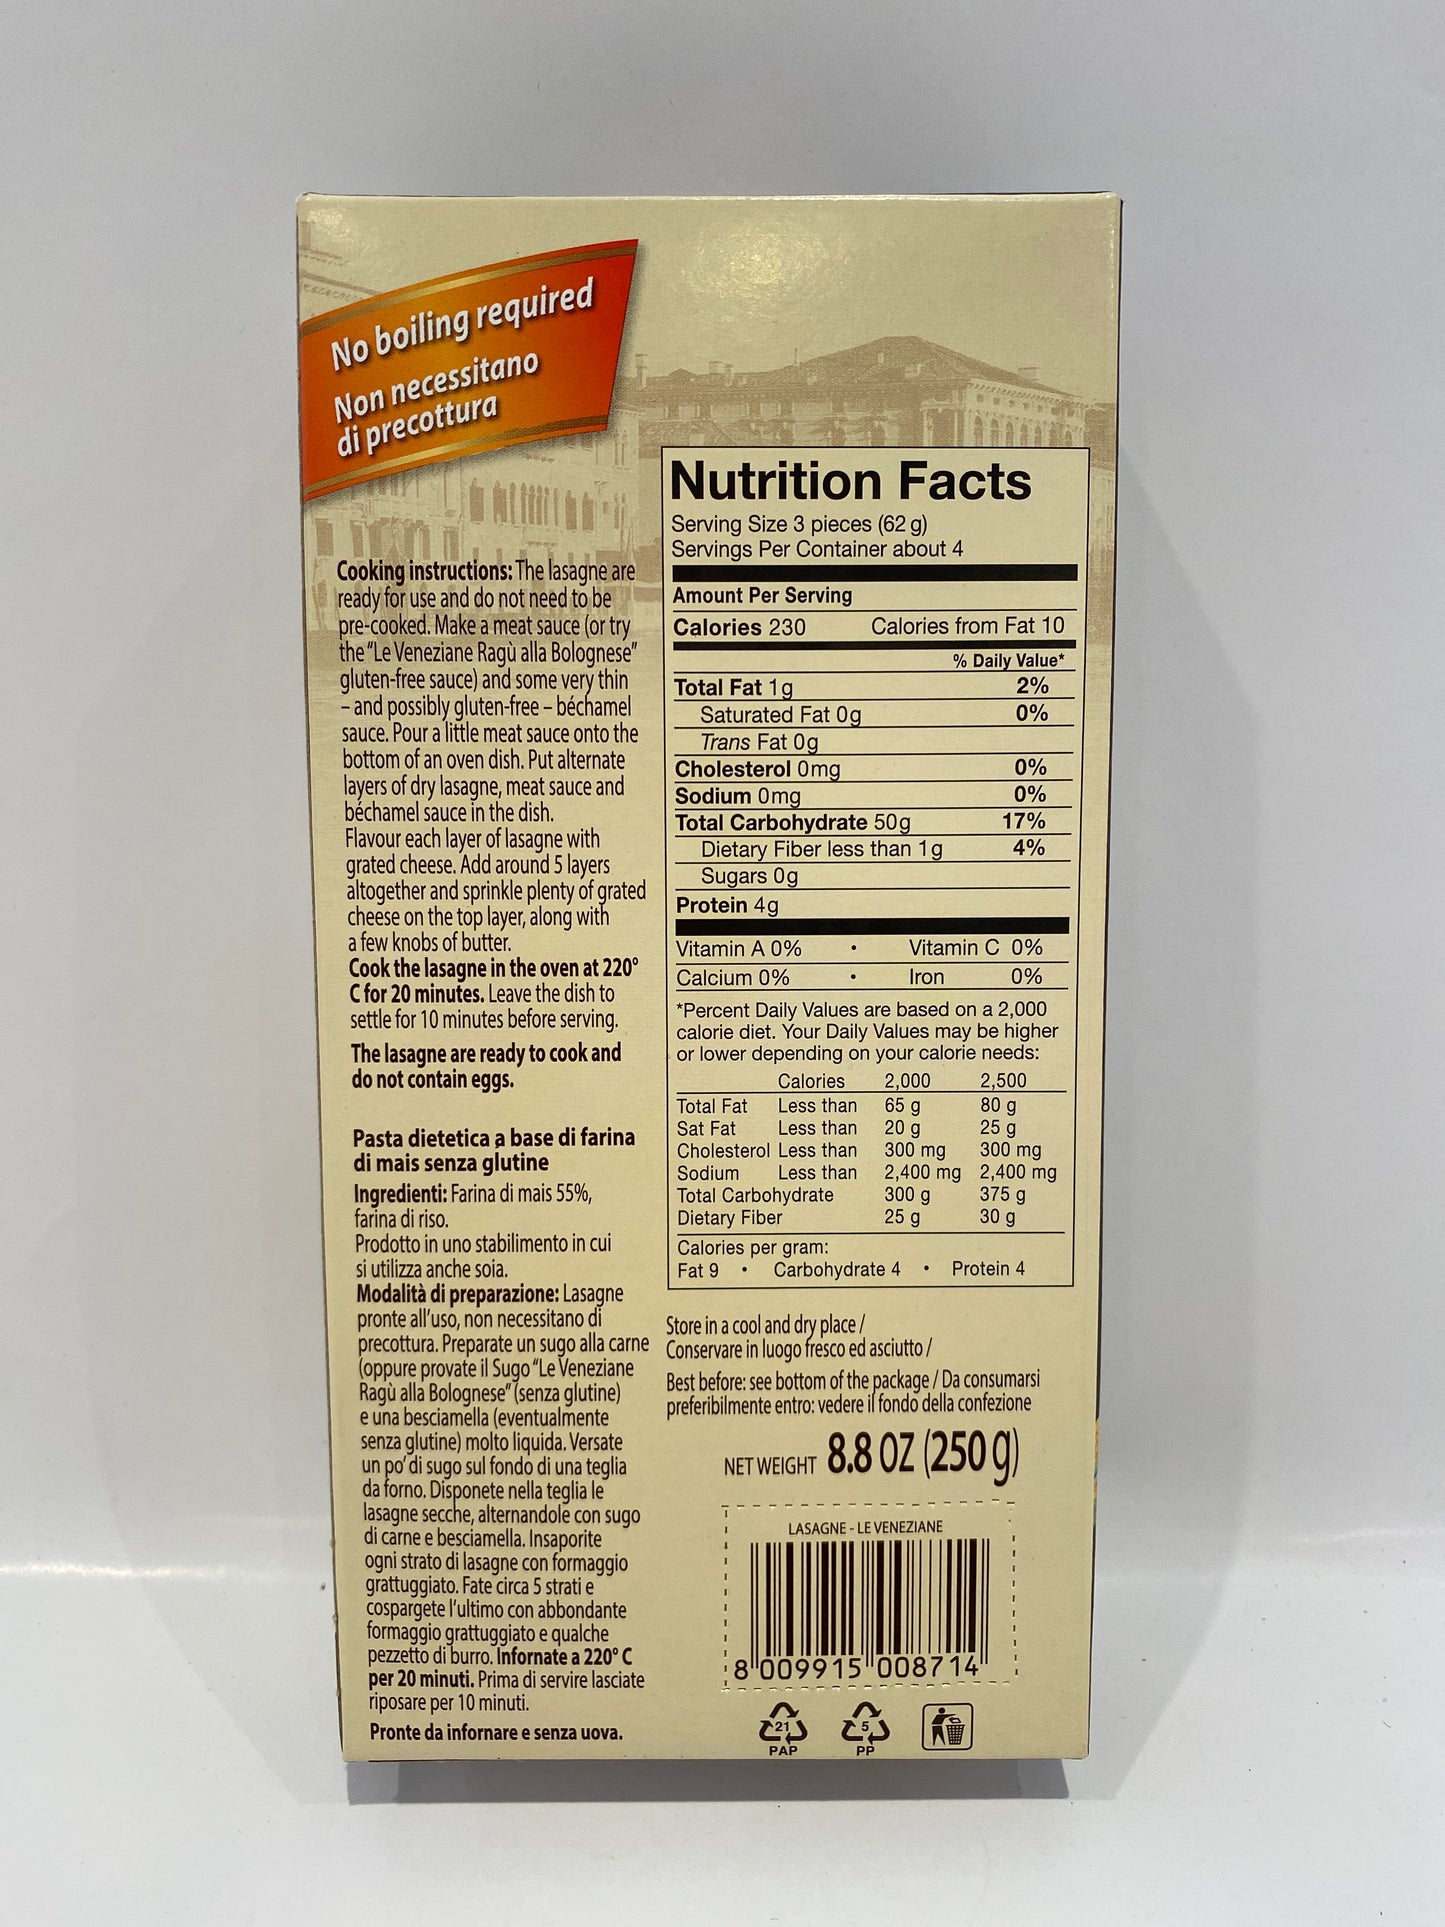 No boiling required
Non necessitano
di precottura
Cooking instructions: The lasagne are
ready for use and do not need to be
pre-cooked. Make a meat sauce (or try
the “Le Veneziane Ragù alla Bolognese”
gluten-free sauce) and some very thin
– and possibly gluten-free – béchamel
sauce. Pour a little meat sauce onto the
bottom of an oven dish. Put alternate
layers of dry lasagne, meat sauce and
béchamel sauce in the dish.
Flavour each layer of lasagne with
grated cheese. Add around 5 layers
altogether and sprinkle plenty of grated
cheese on the top layer, along with
a few knobs of butter.
Cook the lasagne in the oven at 220°
C for 20 minutes. Leave the dish to
settle for 10 minutes before serving.
The lasagne are ready to cook and
do not contain eggs.
Pasta dietetica a base di farina
di mais senza glutine
Ingredienti: Farina di mais 55%,
farina di riso.
Prodotto in uno stabilimento in cui
si utilizza anche soia.
Modalità di preparazione: Lasagne
pronte all'uso, non necessitano di
precottura. Preparate un sugo alla carne
(oppure provate il Sugo “Le Veneziane
Ragù alla Bolognese” (senza glutine)
e una besciamella (eventualmente
senza glutine) molto liquida. Versate
un po' di sugo sul fondo di una teglia
da forno. Disponete nella teglia le
lasagne secche, alternandole con sugo
di carne e besciamella. Insaporite
ogni strato di lasagne con formaggio
grattuggiato. Fate circa 5 strati e
cospargete l'ultimo con abbondante
formaggio grattuggiato e qualche
pezzetto di burro. Infornate a 220° C
per 20 minuti. Prima di servire lasciate
riposare per 10 minuti.
Pronte da infornare e senza uova.
Nutrition Facts
Serving Size 3 pieces (62 g)
Servings Per Container about 4
Amount Per Serving
Calories 230 Calories from Fat 10
% Daily Value*
Total Fat 1g 2%
Saturated Fat 0g 0%
Trans Fat 0g
Cholesterol 0mg 0%
Sodium 0mg 0%
Total Carbohydrate 50g 17%
Dietary Fiber less than 1g 4%
Sugars 0g
Protein 4g
Vitamin A 0% • Vitamin C 0%
Calcium 0% • Iron 0%
*Percent Daily Values are based on a 2,000
calorie diet. Your Daily Values may be higher
or lower depending on your calorie needs:
Calories 2,000 2,500
Total Fat Less than 65 g 80 g
Sat Fat Less than 20 g 25 g
Cholesterol Less than 300 mg 300 mg
Sodium Less than 2,400 mg 2,400 mg
Total Carbohydrate 300 g 375 g
Dietary Fiber 25 g 30 g
Calories per gram:
Fat 9 • Carbohydrate 4 • Protein 4
Store in a cool and dry place /
Conservare in luogo fresco ed asciutto /
Best before: see bottom of the package / Da consumarsi
preferibilmente entro: vedere il fondo della confezione
NET WEIGHT 8.8 OZ (250 g)
LASAGNE - LE VENEZIANE
8 009915 008714
21 5
PAP PP